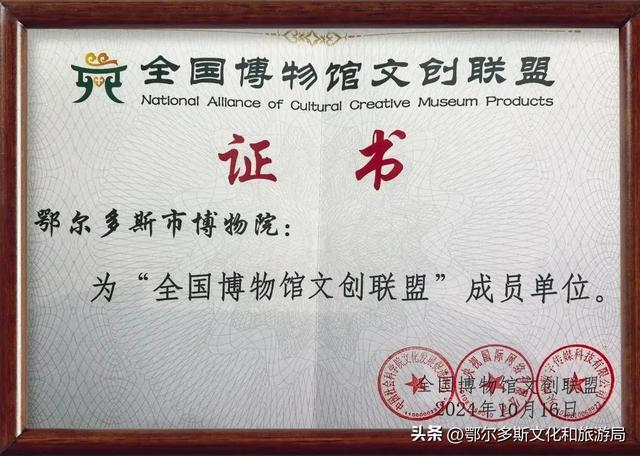 全国博物馆文创联盟
National Alliance of Cultural Creative Museum Products
证书
鄂尔多斯市博物院：
为“全国博物馆文创联盟”成员单位。
全国博物馆文创联盟
2024年10月16日
头条 @鄂尔多斯文化和旅游局